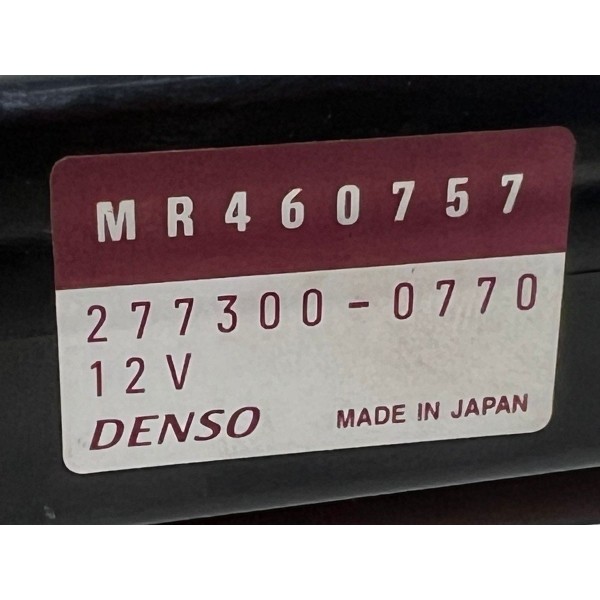 MR460757
277300-0770
12V
DENSO MADE IN JAPAN